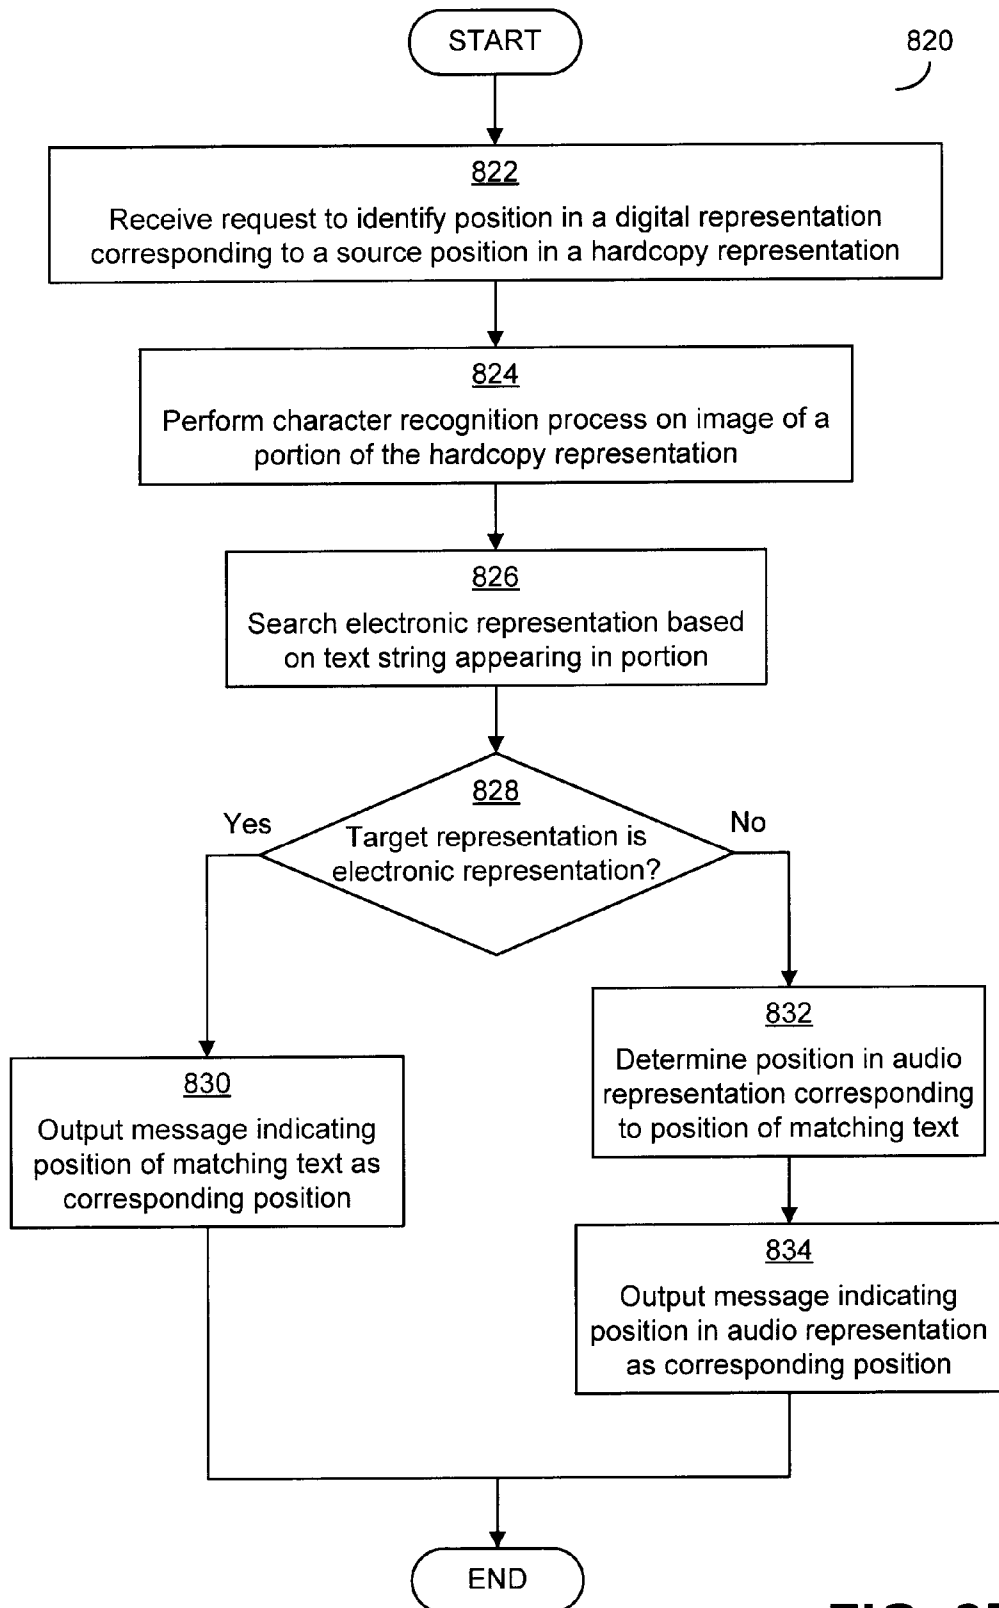 START
820
822
Receive request to identify position in a digital representation
corresponding to a source position in a hardcopy representation
824
Perform character recognition process on image of a
portion of the hardcopy representation
826
Search electronic representation based
on text string appearing in portion
828
Target representation is
electronic representation?
Yes
No
830
Output message indicating
position of matching text as
corresponding position
832
Determine position in audio
representation corresponding
to position of matching text
834
Output message indicating
position in audio representation
as corresponding position
END